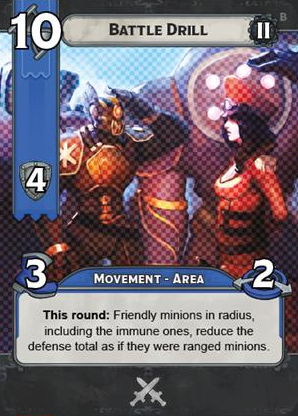 10
BATTLE DRILL
II
B
4
3
MOVEMENT - AREA
2
This round: Friendly minions in radius,
including the immune ones, reduce the
defense total as if they were ranged minions.